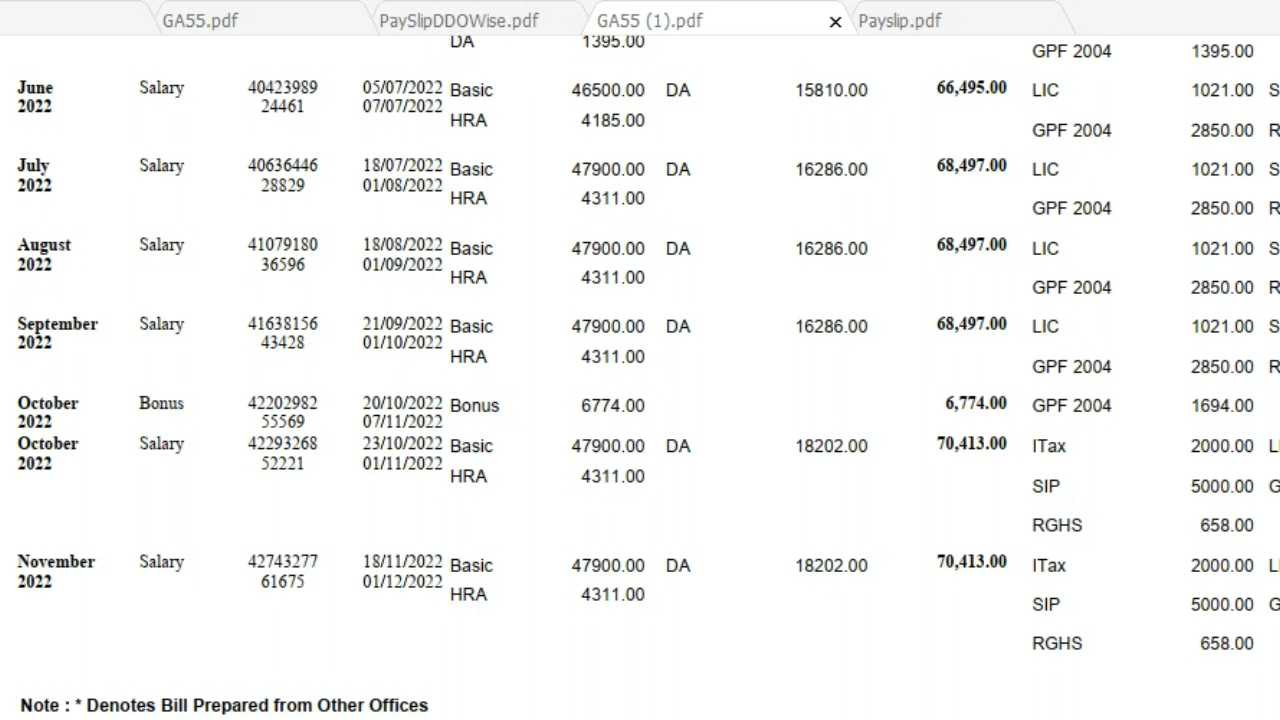 GA55.pdf PaySlipDDOWise.pdf GA55 (1).pdf × Payslip.pdf
DA 1395.00 GPF 2004 1395.00
June 2022 Salary 40423989 24461 05/07/2022 07/07/2022 Basic 46500.00 DA 15810.00 66,495.00 LIC 1021.00 S
HRA 4185.00 GPF 2004 2850.00 R
July 2022 Salary 40636446 28829 18/07/2022 01/08/2022 Basic 47900.00 DA 16286.00 68,497.00 LIC 1021.00 S
HRA 4311.00 GPF 2004 2850.00 R
August 2022 Salary 41079180 36596 18/08/2022 01/09/2022 Basic 47900.00 DA 16286.00 68,497.00 LIC 1021.00 S
HRA 4311.00 GPF 2004 2850.00 R
September 2022 Salary 41638156 43428 21/09/2022 01/10/2022 Basic 47900.00 DA 16286.00 68,497.00 LIC 1021.00 S
HRA 4311.00 GPF 2004 2850.00 R
October 2022 Bonus 42202982 55569 20/10/2022 07/11/2022 Bonus 6774.00 6,774.00 GPF 2004 1694.00
October 2022 Salary 42293268 52221 23/10/2022 01/11/2022 Basic 47900.00 DA 18202.00 70,413.00 ITax 2000.00 LI
HRA 4311.00 SIP 5000.00 G
RGHS 658.00
November 2022 Salary 42743277 61675 18/11/2022 01/12/2022 Basic 47900.00 DA 18202.00 70,413.00 ITax 2000.00 LI
HRA 4311.00 SIP 5000.00 G
RGHS 658.00
Note : * Denotes Bill Prepared from Other Offices